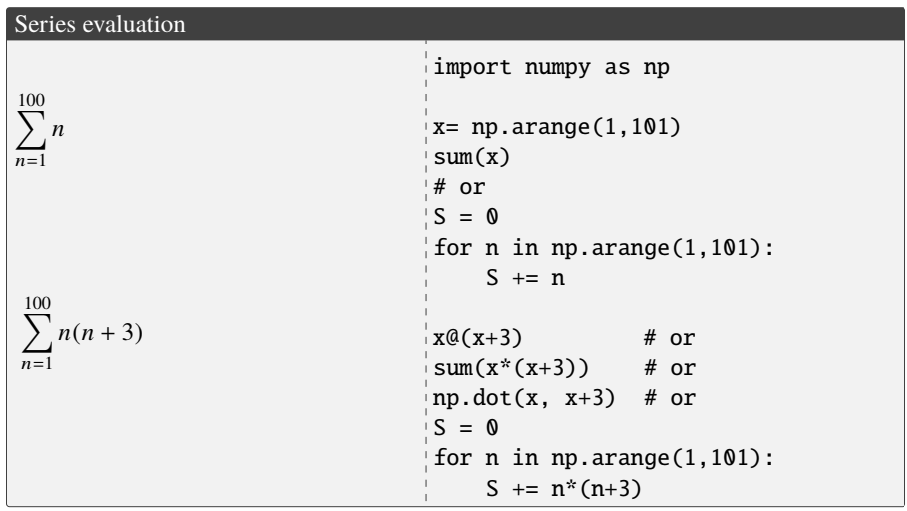 Series evaluation
import numpy as np
100
∑ n
n=1
x= np.arange(1,101)
sum(x)
# or
S = 0
for n in np.arange(1,101):
    S += n
100
∑ n(n + 3)
n=1
x@(x+3)         # or
sum(x*(x+3))    # or
np.dot(x, x+3)  # or
S = 0
for n in np.arange(1,101):
    S += n*(n+3)